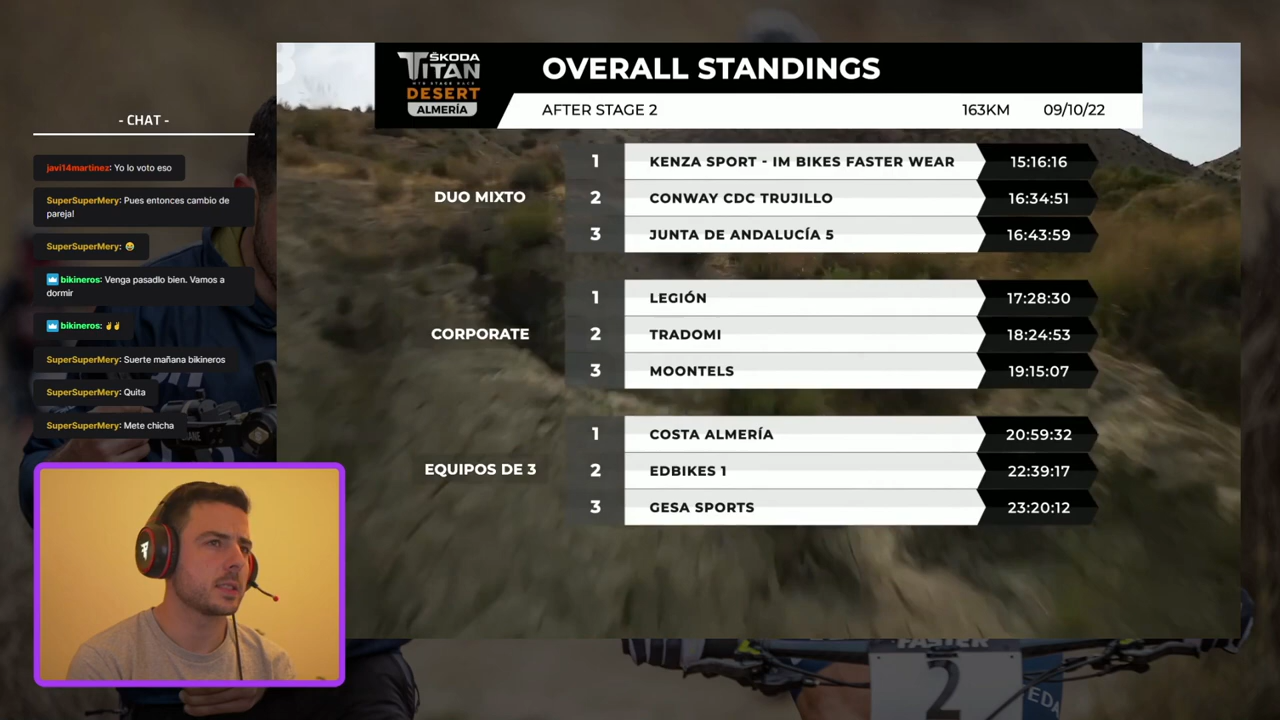 - CHAT -
javi14martinez: Yo lo voto eso
SuperSuperMery: Pues entonces cambio de
pareja!
SuperSuperMery: 😅
bikineros: Venga pasadlo bien. Vamos a
dormir
bikineros: ✌✌
SuperSuperMery: Suerte mañana bikineros
SuperSuperMery: Quita
SuperSuperMery: Mete chicha
ŠKODA
TITAN
DESERT
ALMERÍA
OVERALL STANDINGS
AFTER STAGE 2 163KM 09/10/22
DUO MIXTO
1 KENZA SPORT - IM BIKES FASTER WEAR 15:16:16
2 CONWAY CDC TRUJILLO 16:34:51
3 JUNTA DE ANDALUCÍA 5 16:43:59
CORPORATE
1 LEGIÓN 17:28:30
2 TRADOMI 18:24:53
3 MOONTELS 19:15:07
EQUIPOS DE 3
1 COSTA ALMERÍA 20:59:32
2 EDBIKES 1 22:39:17
3 GESA SPORTS 23:20:12
FASTER
2
EDA